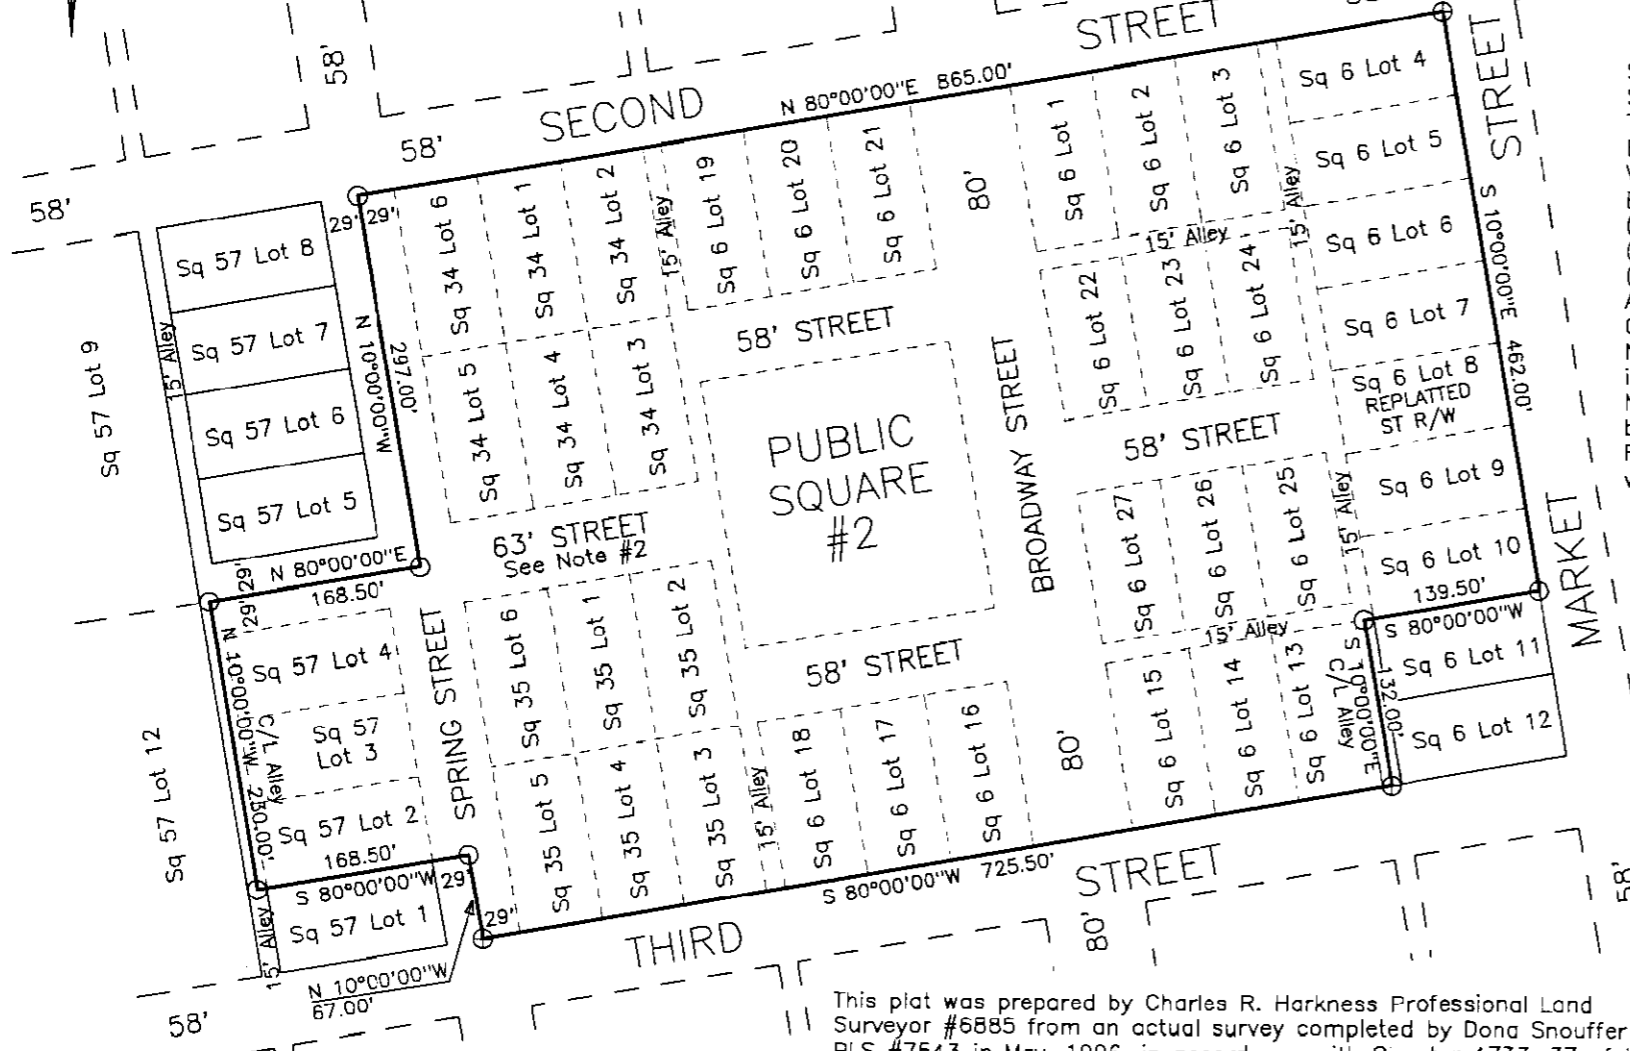 58'
58'
58'
SECOND
N 80°00'00"E 865.00'
STREET
29'
29'
Sq 57 Lot 8
Sq 57 Lot 7
Sq 57 Lot 6
Sq 57 Lot 5
15' Alley
Sq 57 Lot 9
N 10°00'00"W
297.00'
Sq 34 Lot 6
Sq 34 Lot 1
Sq 34 Lot 2
15' Alley
Sq 34 Lot 5
Sq 34 Lot 4
Sq 34 Lot 3
Sq 6 Lot 19
Sq 6 Lot 20
Sq 6 Lot 21
80'
Sq 6 Lot 1
Sq 6 Lot 2
Sq 6 Lot 3
15' Alley
15' Alley
Sq 6 Lot 4
Sq 6 Lot 5
Sq 6 Lot 6
Sq 6 Lot 7
Sq 6 Lot 8
REPLATTED
ST R/W
Sq 6 Lot 9
Sq 6 Lot 10
MARKET
STREET
S 10°00'00"E 462.00'
58' STREET
Sq 6 Lot 22
Sq 6 Lot 23
Sq 6 Lot 24
BROADWAY STREET
PUBLIC
SQUARE
#2
58' STREET
Sq 6 Lot 27
Sq 6 Lot 26
Sq 6 Lot 25
15' Alley
15' Alley
63' STREET
See Note #2
N 80°00'00"E
168.50'
29'
29'
N 10°00'00"W 250.00'
C/L Alley
Sq 57 Lot 4
Sq 57
Lot 3
Sq 57 Lot 2
Sq 57 Lot 12
SPRING STREET
Sq 35 Lot 6
Sq 35 Lot 1
Sq 35 Lot 2
Sq 35 Lot 5
Sq 35 Lot 4
Sq 35 Lot 3
15' Alley
58' STREET
Sq 6 Lot 18
Sq 6 Lot 17
Sq 6 Lot 16
80'
Sq 6 Lot 15
Sq 6 Lot 14
Sq 6 Lot 13
139.50'
S 80°00'00"W
S 10°00'00"E
132.00'
C/L Alley
Sq 6 Lot 11
Sq 6 Lot 12
168.50'
S 80°00'00"W
29'
Sq 57 Lot 1
15' Alley
29'
N 10°00'00"W
67.00'
S 80°00'00"W 725.50'
THIRD
STREET
80'
58'
58'
This plat was prepared by Charles R. Harkness Professional Land
Surveyor #6885 from an actual survey completed by Dona Snouffer